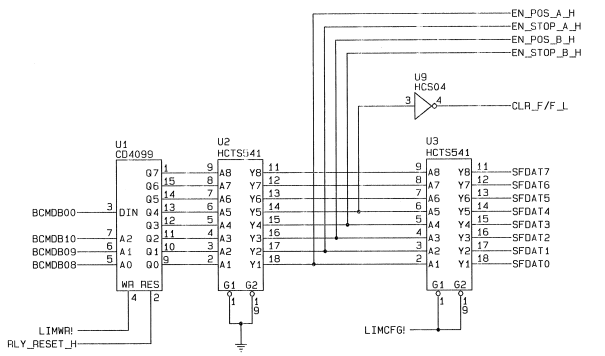 EN_POS_A_H
EN_STOP_A_H
EN_POS_B_H
EN_STOP_B_H
U9
HCS04
3 4 CLR_F/F_L
U1 U2 U3
CD4099 HCTS541 HCTS541
Q7 1 9 A8 Y8 11 9 A8 Y8 11 SFDAT7
Q6 15 8 A7 Y7 12 8 A7 Y7 12 SFDAT6
Q5 14 7 A6 Y6 13 7 A6 Y6 13 SFDAT5
BCMDB00 3 DIN Q4 13 6 A5 Y5 14 6 A5 Y5 14 SFDAT4
Q3 12 5 A4 Y4 15 5 A4 Y4 15 SFDAT3
BCMDB10 7 A2 Q2 11 4 A3 Y3 16 4 A3 Y3 16 SFDAT2
BCMDB09 6 A1 Q1 10 3 A2 Y2 17 3 A2 Y2 17 SFDAT1
BCMDB08 5 A0 Q0 9 2 A1 Y1 18 2 A1 Y1 18 SFDAT0
WR RES G1 G2 G1 G2
4 2 1 19 1 19
LIMWR! LIMCFG!
RLY_RESET_H